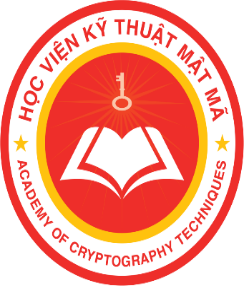 HỌC VIỆN KỸ THUẬT MẬT MÃ
ACADEMY OF CRYPTOGRAPHY TECHNIQUES